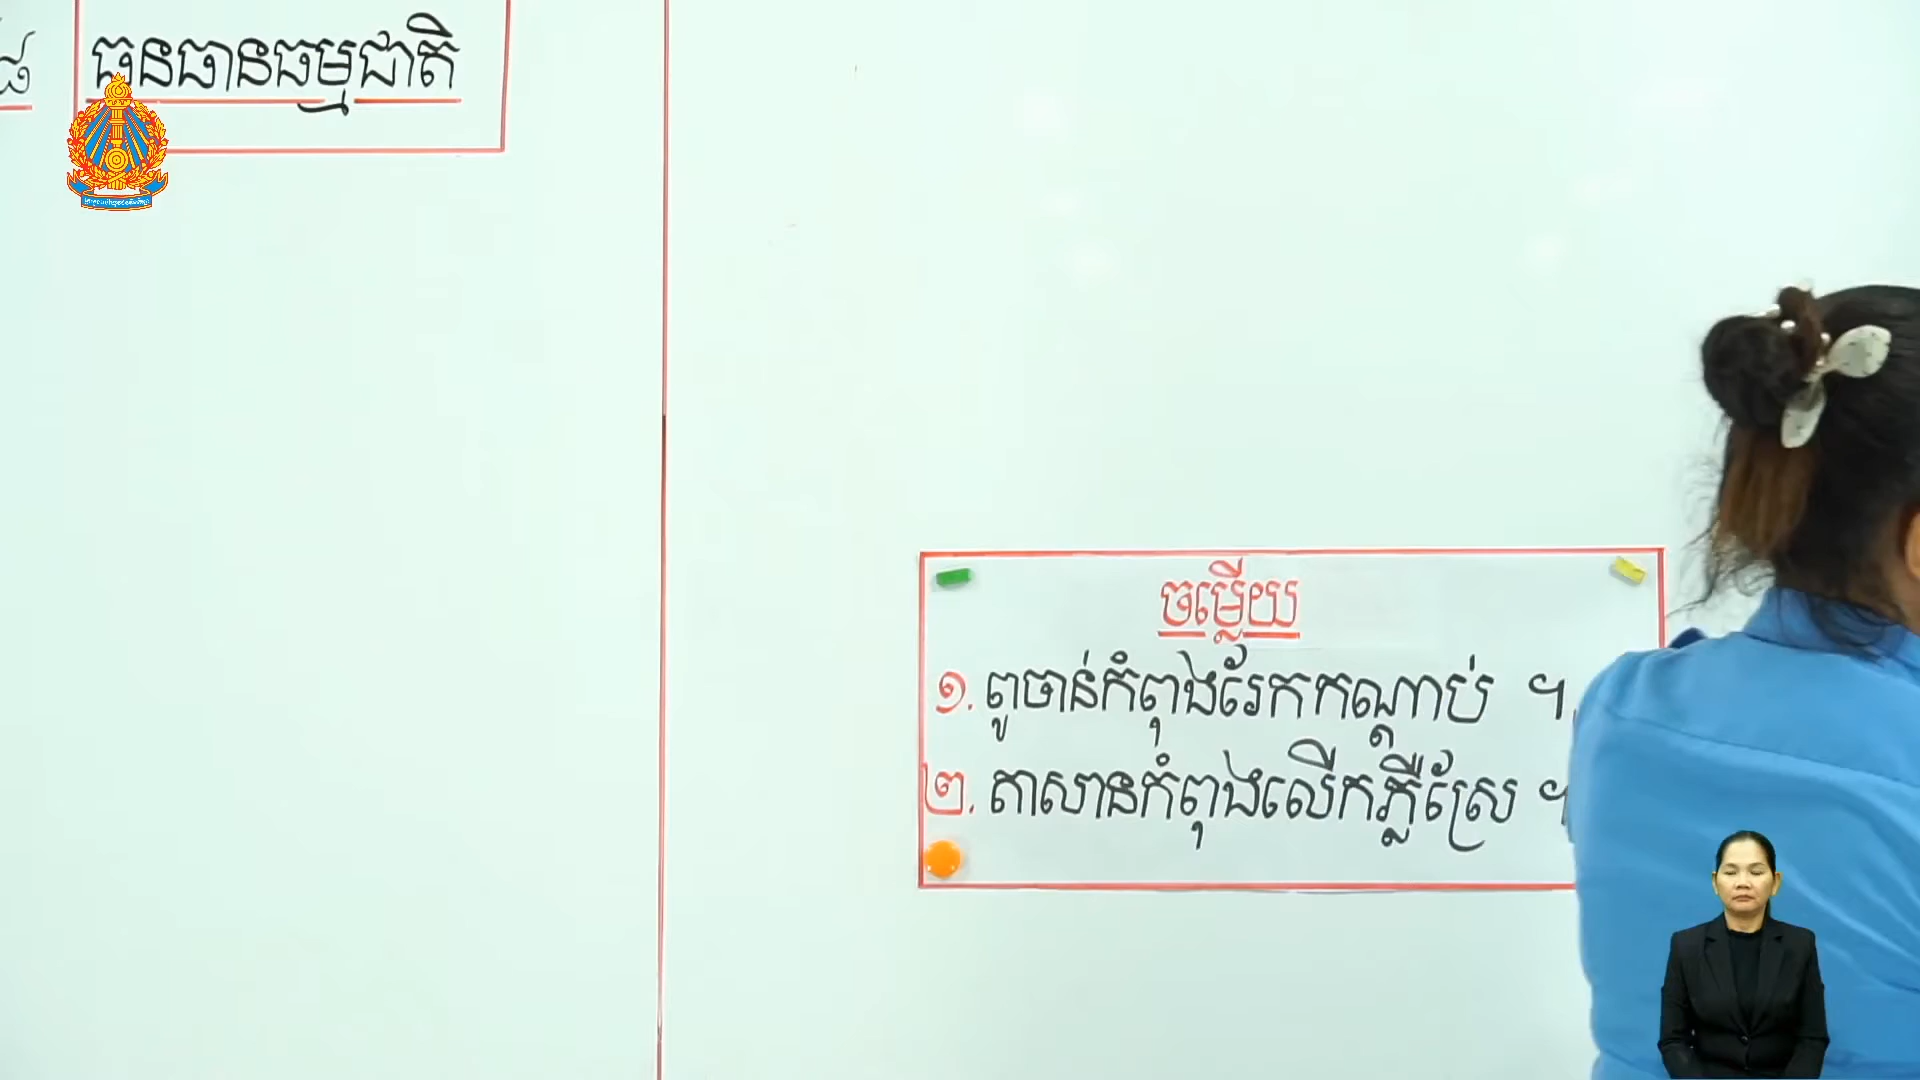 ធនធានធម្មជាតិ
ចម្លើយ
១. ពូចាន់កំពុងរែកកណ្ដាប់ ។
២. តាសានកំពុងលើកភ្លឺស្រែ ។